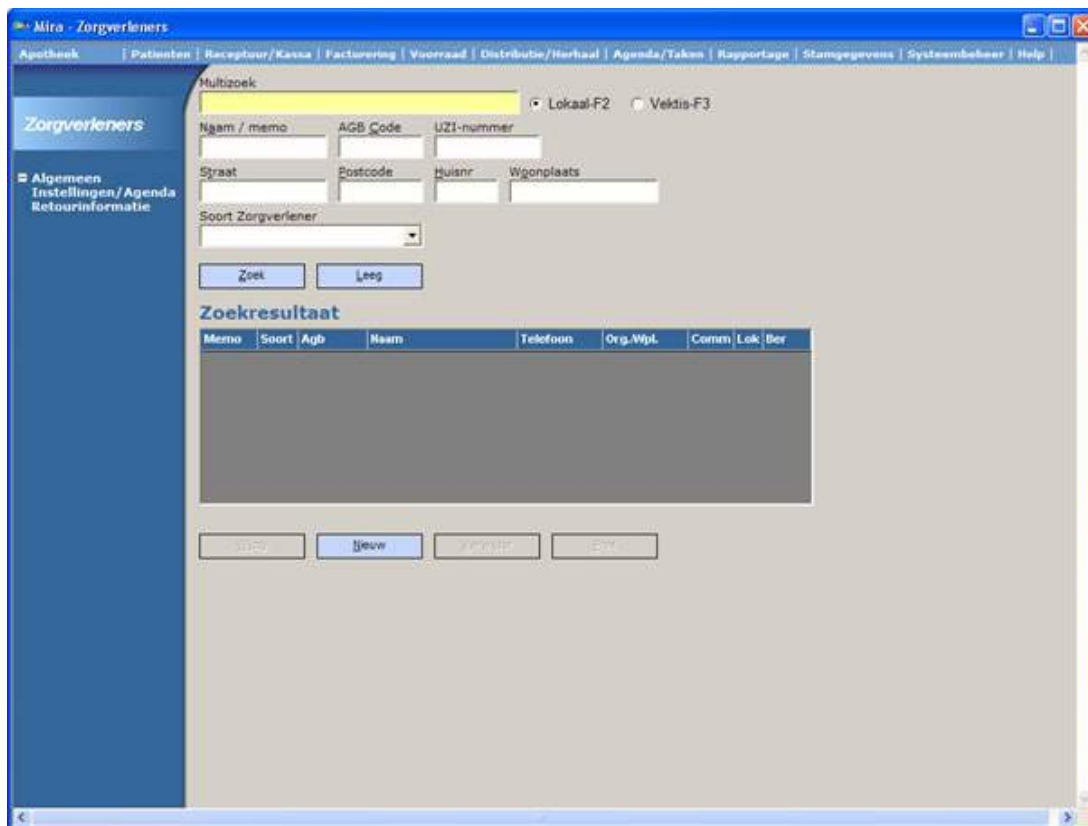 Mira - Zorgverleners
Apotheek | Patienten | Receptuur/Kassa | Facturering | Voorraad | Distributie/Herhaal | Agenda/Taken | Rapportage | Stamgegevens | Systeembeheer | Help |
Zorgverleners
Algemeen
Instellingen/Agenda
Retourinformatie
Multizoek
Lokaal-F2 Vektis-F3
Naam / memo AGB Code UZI-nummer
Straat Postcode Huisnr Woonplaats
Soort Zorgverlener
Zoek Leeg
Zoekresultaat
Memo Soort Agb Naam Telefoon Org./Wpl. Comm Lok Ber
Nieuw